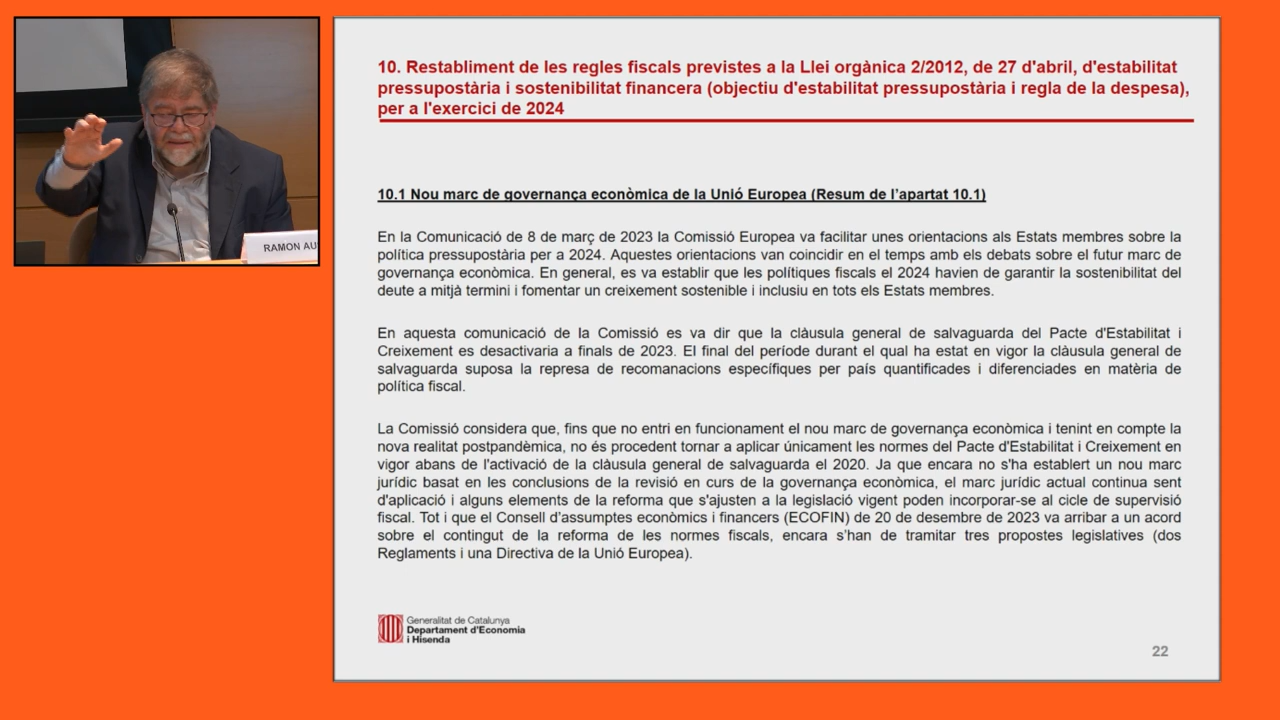 RAMON AU
10. Restabliment de les regles fiscals previstes a la Llei orgànica 2/2012, de 27 d'abril, d'estabilitat
pressupostària i sostenibilitat financera (objectiu d'estabilitat pressupostària i regla de la despesa),
per a l'exercici de 2024
10.1 Nou marc de governança econòmica de la Unió Europea (Resum de l'apartat 10.1)
En la Comunicació de 8 de març de 2023 la Comissió Europea va facilitar unes orientacions als Estats membres sobre la
política pressupostària per a 2024. Aquestes orientacions van coincidir en el temps amb els debats sobre el futur marc de
governança econòmica. En general, es va establir que les polítiques fiscals el 2024 havien de garantir la sostenibilitat del
deute a mitjà termini i fomentar un creixement sostenible i inclusiu en tots els Estats membres.
En aquesta comunicació de la Comissió es va dir que la clàusula general de salvaguarda del Pacte d'Estabilitat i
Creixement es desactivaria a finals de 2023. El final del període durant el qual ha estat en vigor la clàusula general de
salvaguarda suposa la represa de recomanacions específiques per país quantificades i diferenciades en matèria de
política fiscal.
La Comissió considera que, fins que no entri en funcionament el nou marc de governança econòmica i tenint en compte la
nova realitat postpandèmica, no és procedent tornar a aplicar únicament les normes del Pacte d'Estabilitat i Creixement en
vigor abans de l'activació de la clàusula general de salvaguarda el 2020. Ja que encara no s'ha establert un nou marc
jurídic basat en les conclusions de la revisió en curs de la governança econòmica, el marc jurídic actual continua sent
d'aplicació i alguns elements de la reforma que s'ajusten a la legislació vigent poden incorporar-se al cicle de supervisió
fiscal. Tot i que el Consell d'assumptes econòmics i financers (ECOFIN) de 20 de desembre de 2023 va arribar a un acord
sobre el contingut de la reforma de les normes fiscals, encara s'han de tramitar tres propostes legislatives (dos
Reglaments i una Directiva de la Unió Europea).
Generalitat de Catalunya
Departament d'Economia
i Hisenda
22